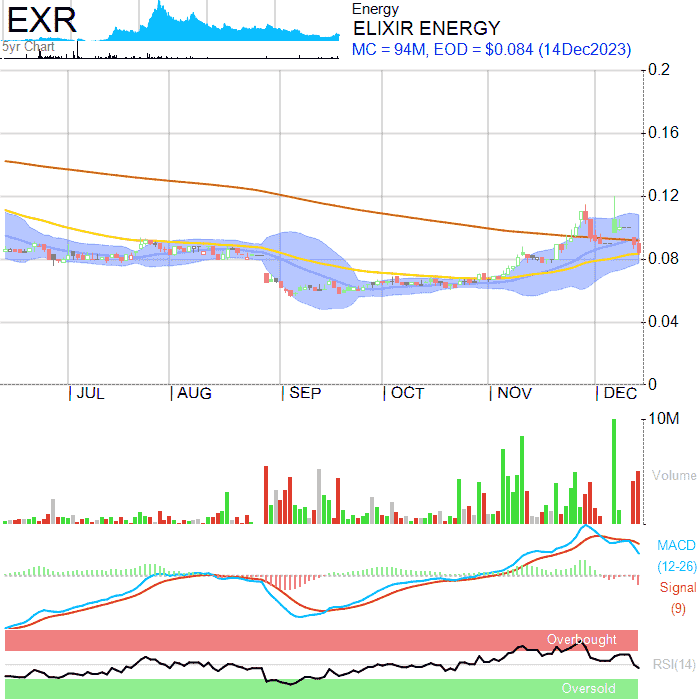 EXR
5yr Chart
Energy
ELIXIR ENERGY
MC = 94M, EOD = $0.084 (14Dec2023)
0.2
0.16
0.12
0.08
0.04
0
JUL AUG SEP OCT NOV DEC
10M
Volume
MACD
(12-26)
Signal
(9)
Overbought
RSI(14)
Oversold